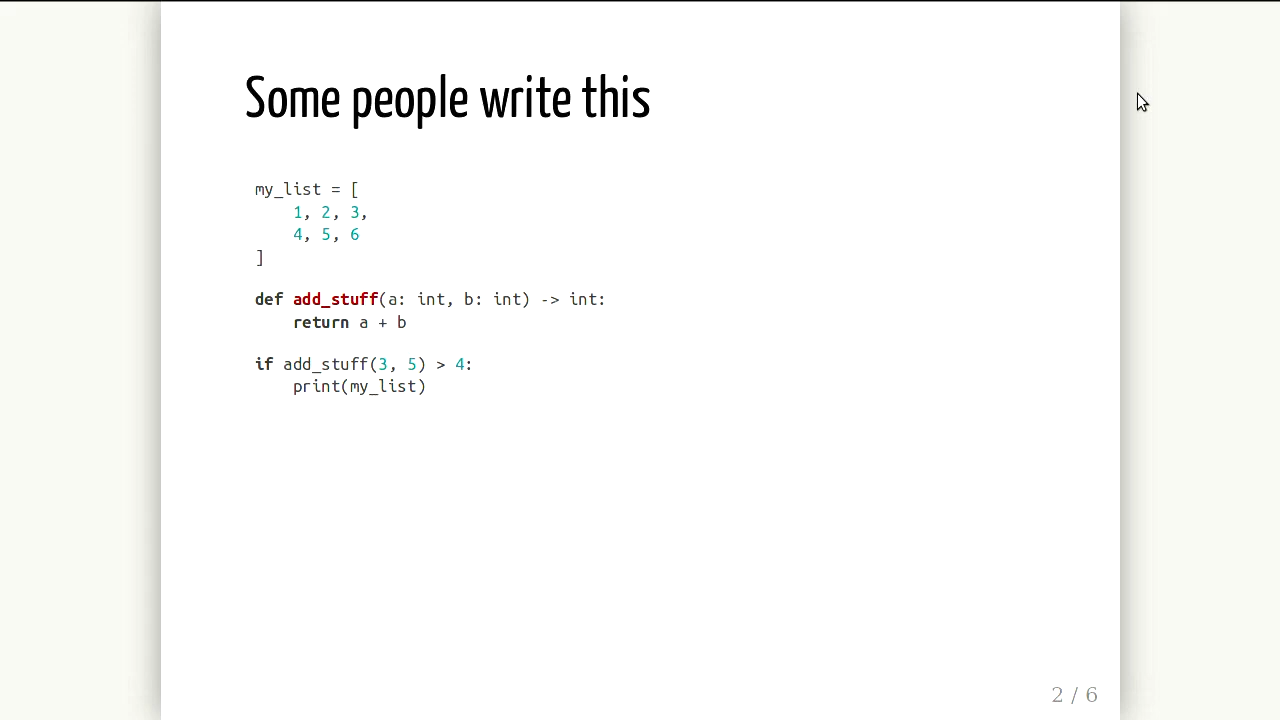 Some people write this
my_list = [
    1, 2, 3,
    4, 5, 6
]
def add_stuff(a: int, b: int) -> int:
    return a + b
if add_stuff(3, 5) > 4:
    print(my_list)
2 / 6